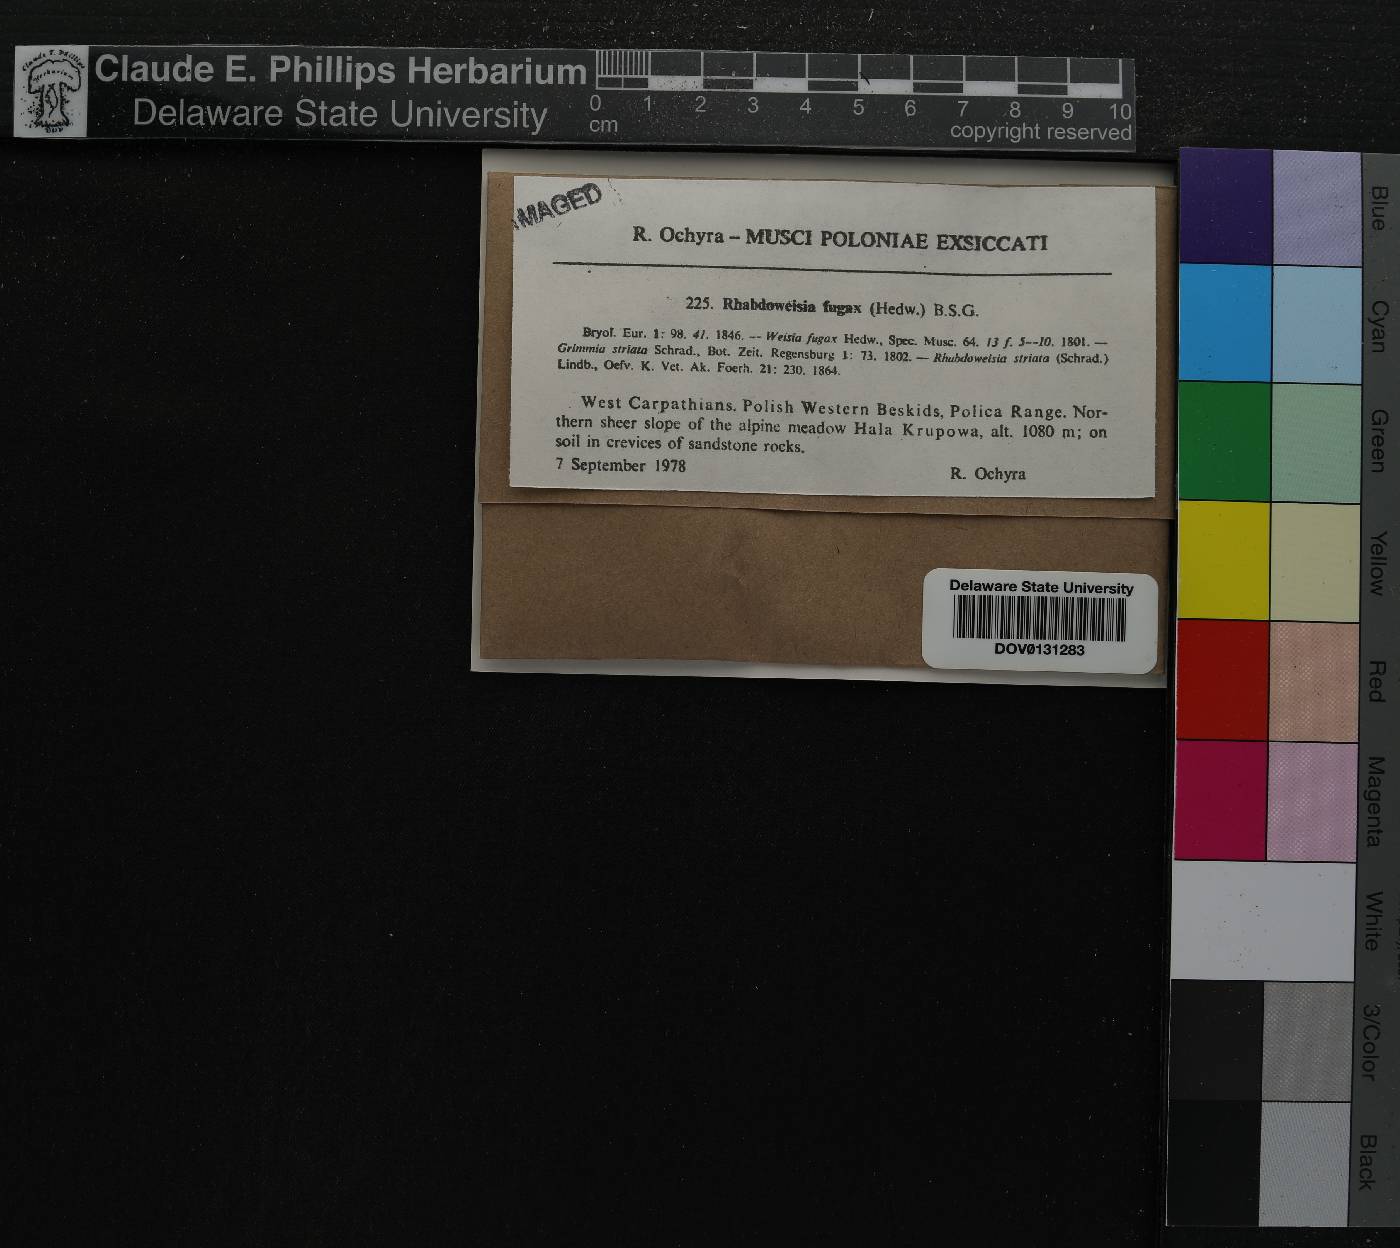 Claude E. Phillips Herbarium
Delaware State University
0 1 2 3 4 5 6 7 8 9 10
cm
copyright reserved
MAGED
R. Ochyra – MUSCI POLONIAE EXSICCATI
225. Rhabdoweisia fugax (Hedw.) B.S.G.
Bryol. Eur. 1: 98. 41. 1846. –- Weisia fugax Hedw., Spec. Musc. 64. 13 f. 5–-10. 1801. —
Grimmia striata Schrad., Bot. Zeit. Regensburg 1: 73. 1802. — Rhabdoweisia striata (Schrad.)
Lindb., Oefv. K. Vet. Ak. Foerh. 21: 230. 1864.
West Carpathians. Polish Western Beskids, Polica Range. Nor-
thern sheer slope of the alpine meadow Hala Krupowa, alt. 1080 m; on
soil in crevices of sandstone rocks.
7 September 1978
R. Ochyra
Delaware State University
DOV0131283
Blue
Cyan
Green
Yellow
Red
Magenta
White
3/Color
Black